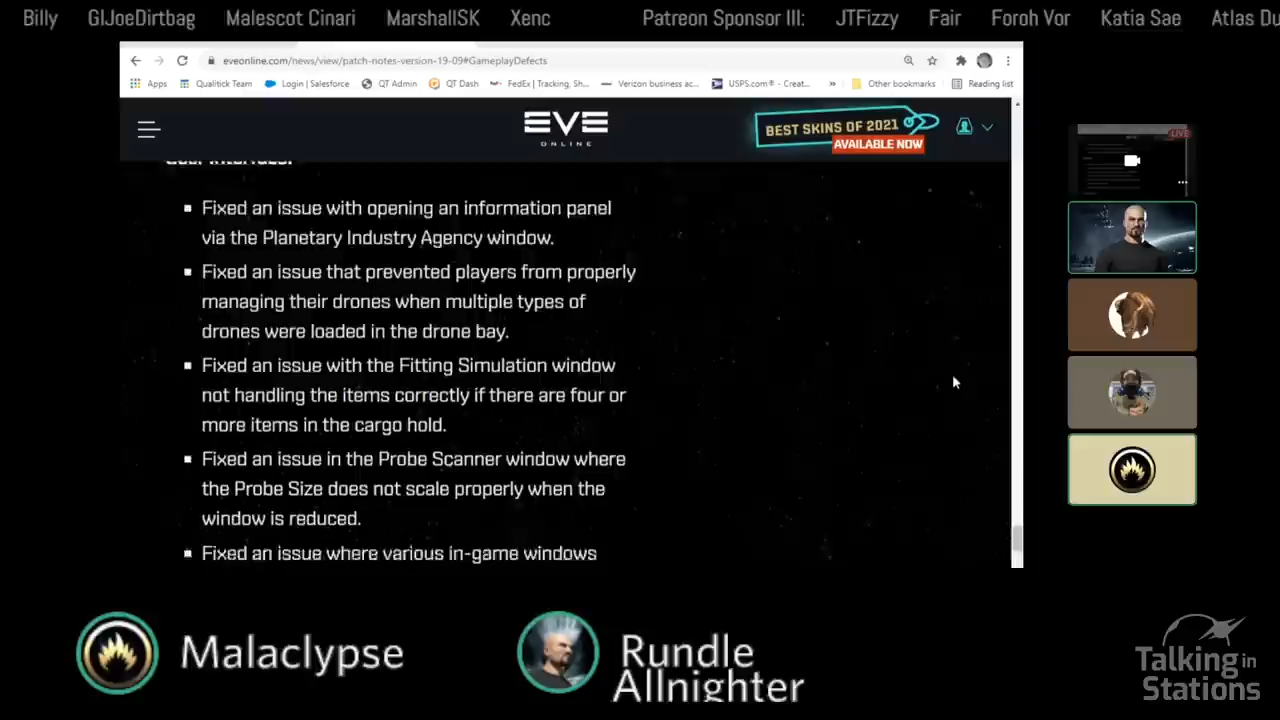 Billy GIJoeDirtbag Malescot Cinari MarshallSK Xenc Patreon Sponsor III: JTFizzy Fair Foroh Vor Katia Sae Atlas Du
eveonline.com/news/view/patch-notes-version-19-09#GameplayDefects
Apps Qualitick Team Login | Salesforce QT Admin QT Dash FedEx | Tracking, Sh... Verizon business ac... USPS.com® - Creat... » Other bookmarks Reading list
EVE
ONLINE
BEST SKINS OF 2021
AVAILABLE NOW
LIVE
Fixed an issue with opening an information panel
via the Planetary Industry Agency window.
Fixed an issue that prevented players from properly
managing their drones when multiple types of
drones were loaded in the drone bay.
Fixed an issue with the Fitting Simulation window
not handling the items correctly if there are four or
more items in the cargo hold.
Fixed an issue in the Probe Scanner window where
the Probe Size does not scale properly when the
window is reduced.
Fixed an issue where various in-game windows
Malaclypse
Rundle
Allnighter
Talking in
Stations